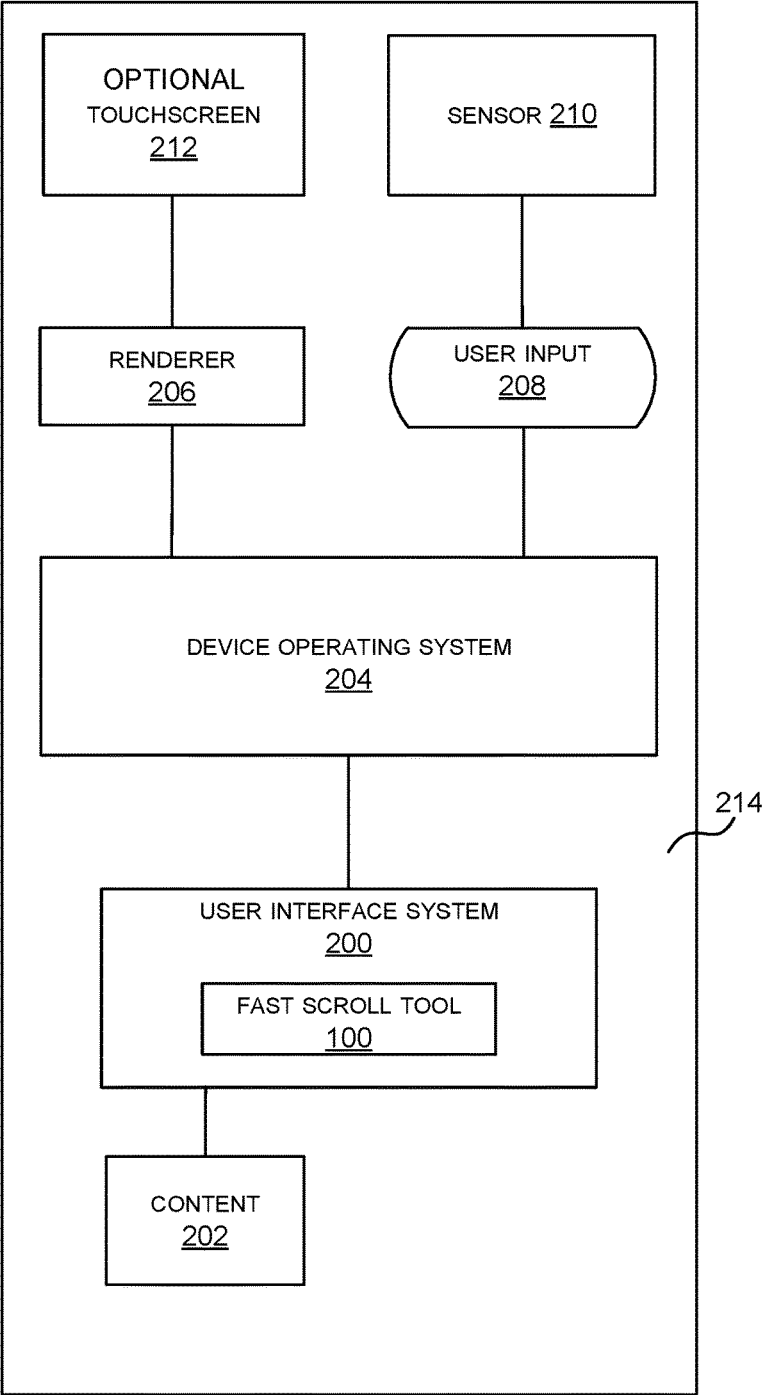 OPTIONAL
TOUCHSCREEN
212
SENSOR 210
RENDERER
206
USER INPUT
208
DEVICE OPERATING SYSTEM
204
214
USER INTERFACE SYSTEM
200
FAST SCROLL TOOL
100
CONTENT
202